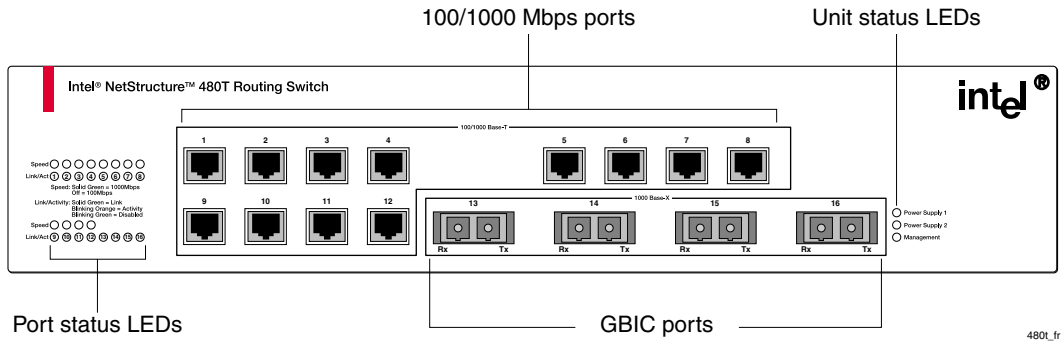 100/1000 Mbps ports
Unit status LEDs
Intel® NetStructure™ 480T Routing Switch
intel®
100/1000 Base-T
1 2 3 4 5 6 7 8
Speed
Link/Act 1 2 3 4 5 6 7 8
Speed: Solid Green = 1000Mbps
Off = 100Mbps
Link/Activity: Solid Green = Link
Blinking Orange = Activity
Blinking Green = Disabled
Speed
Link/Act 9 10 11 12 13 14 15 16
9 10 11 12
1000 Base-X
13 14 15 16
Rx Tx Rx Tx Rx Tx Rx Tx
Power Supply 1
Power Supply 2
Management
Port status LEDs
GBIC ports
480t_fr